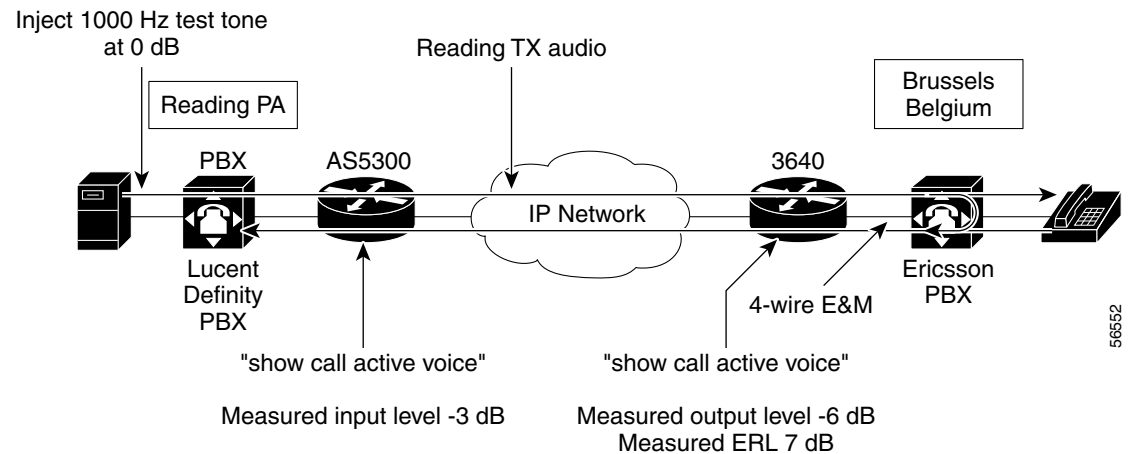 Inject 1000 Hz test tone
at 0 dB
Reading TX audio
Reading PA
Brussels
Belgium
PBX
AS5300
3640
IP Network
Lucent
Definity
PBX
Ericsson
PBX
4-wire E&M
56552
"show call active voice"
"show call active voice"
Measured input level -3 dB
Measured output level -6 dB
Measured ERL 7 dB